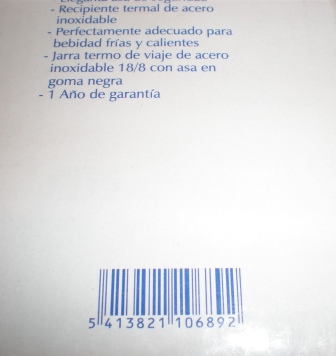 - Recipiente termal de acero
inoxidable
- Perfectamente adecuado para
bebidad frías y calientes
- Jarra termo de viaje de acero
inoxidable 18/8 con asa en
goma negra
- 1 Año de garantía
5 413821 106892